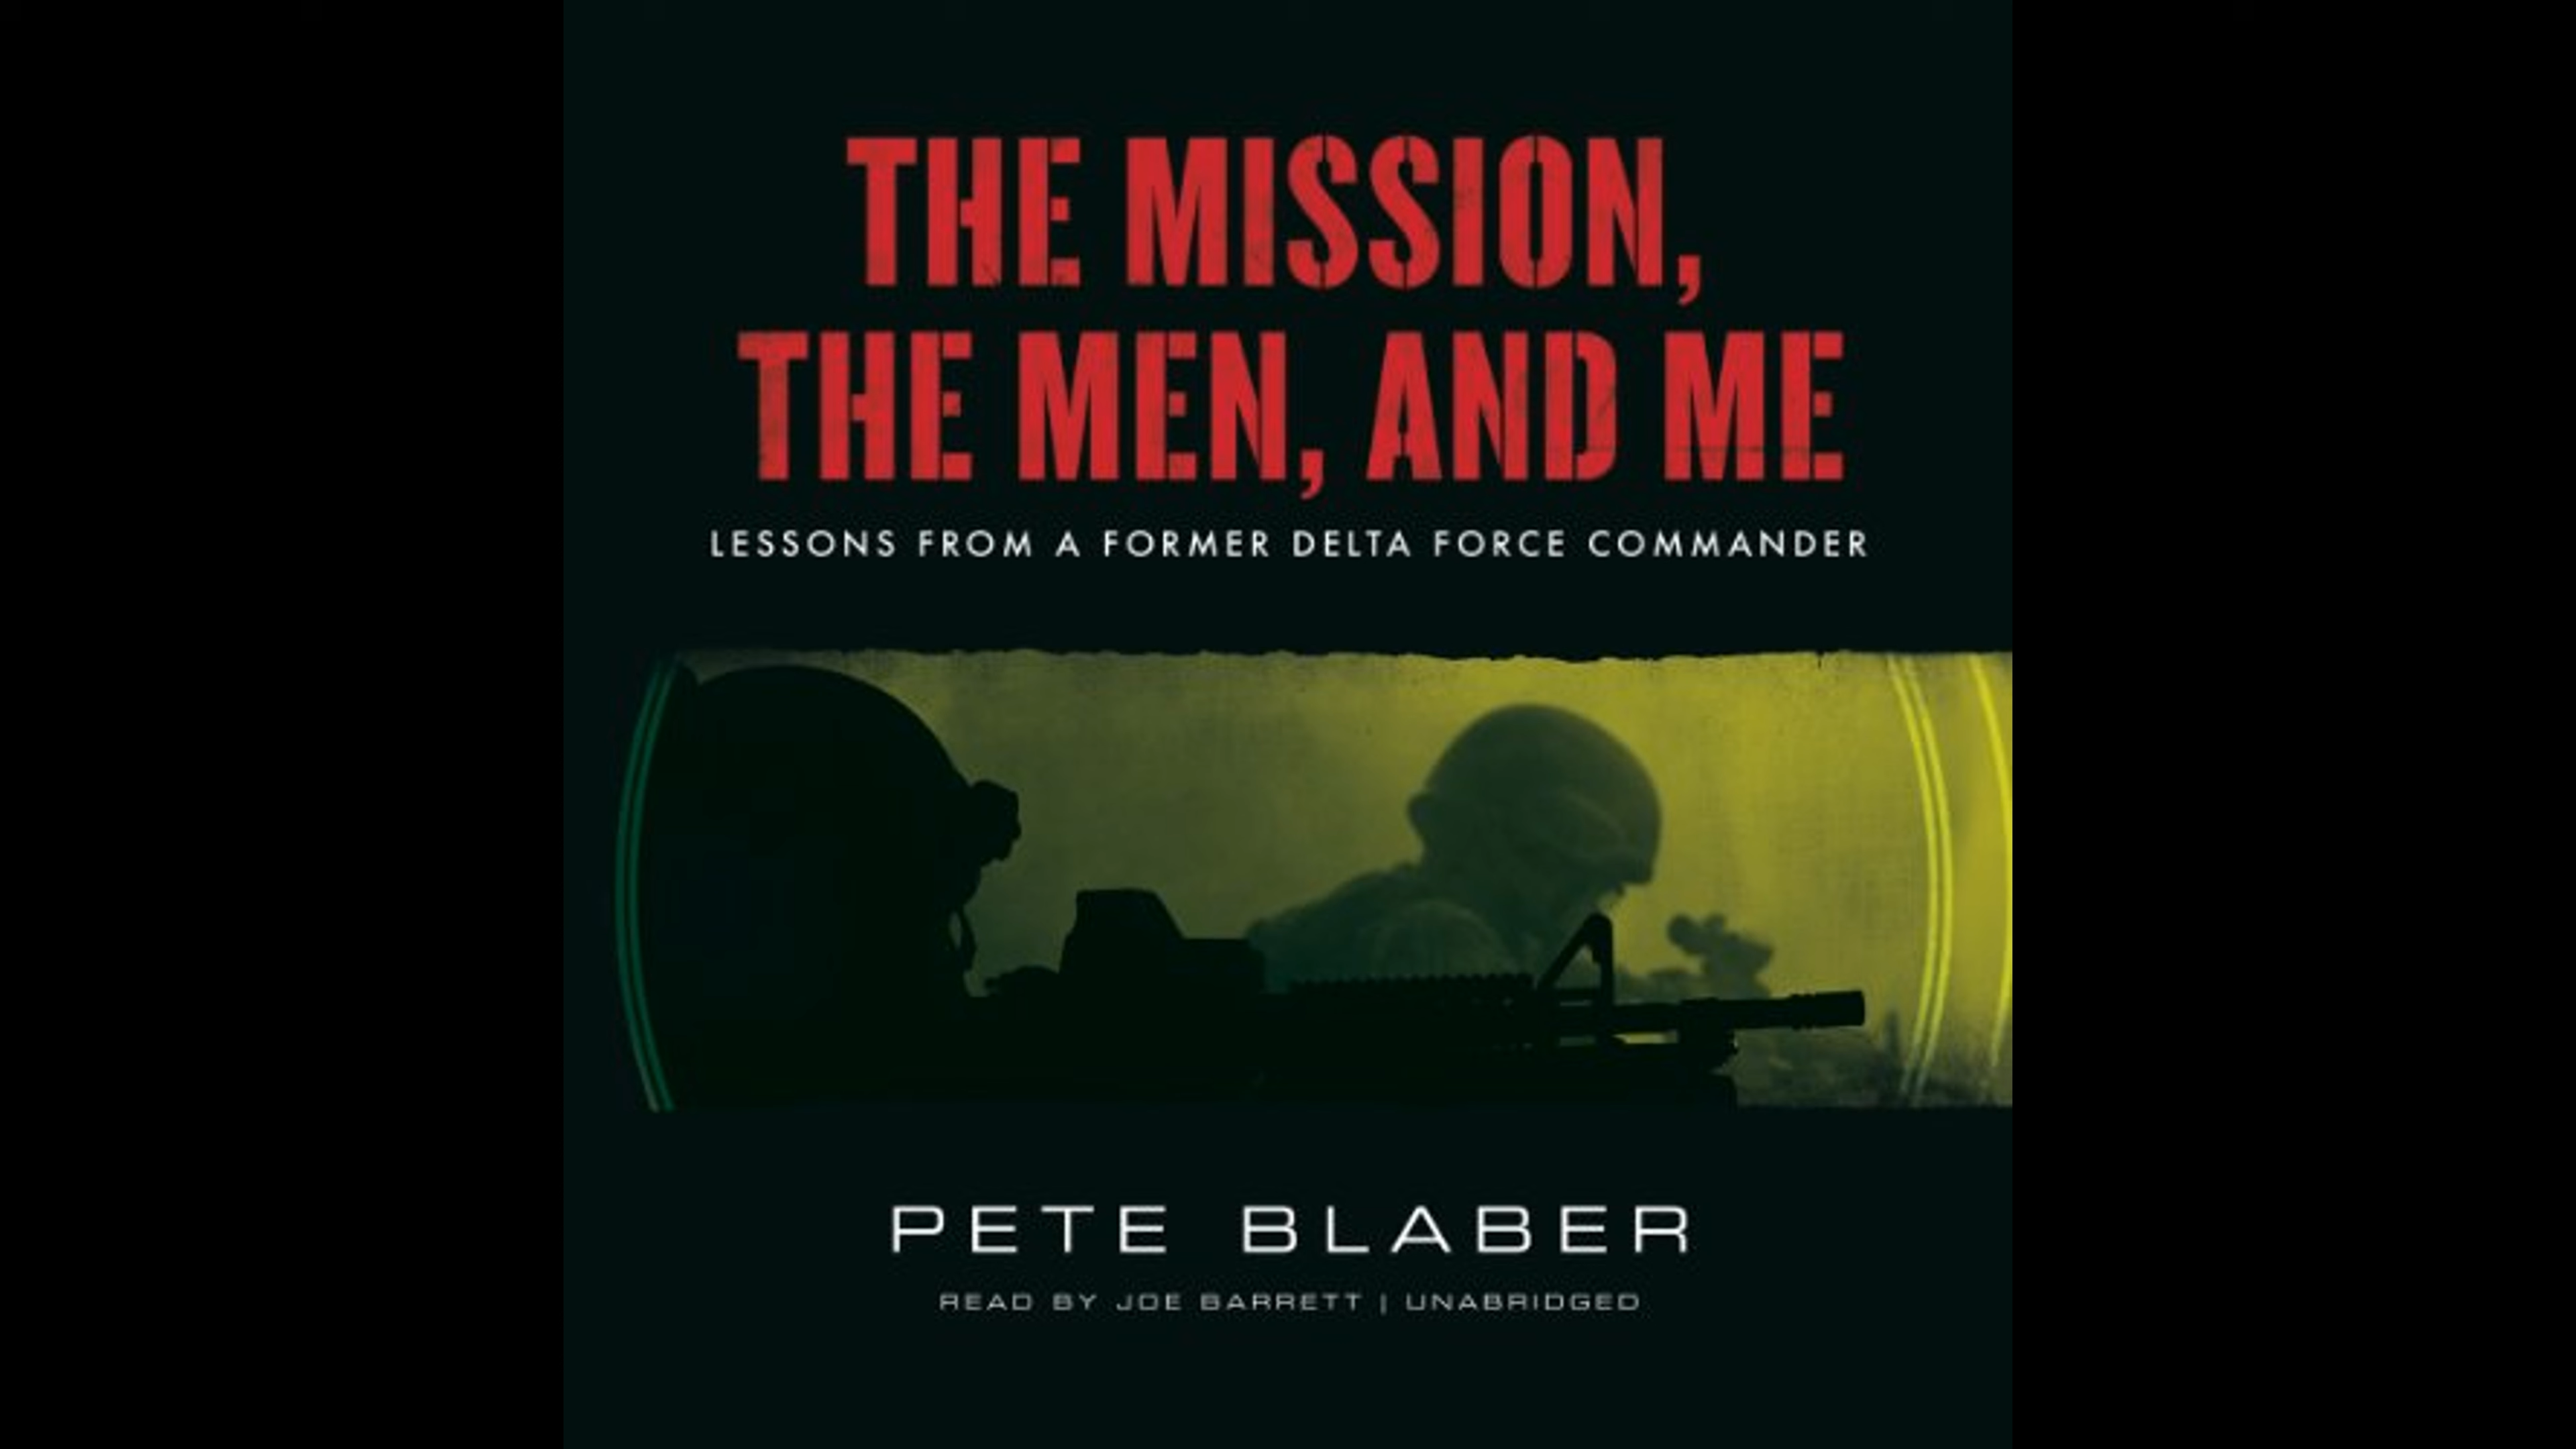 THE MISSION,
THE MEN, AND ME
LESSONS FROM A FORMER DELTA FORCE COMMANDER
PETE BLABER
READ BY JOE BARRETT | UNABRIDGED